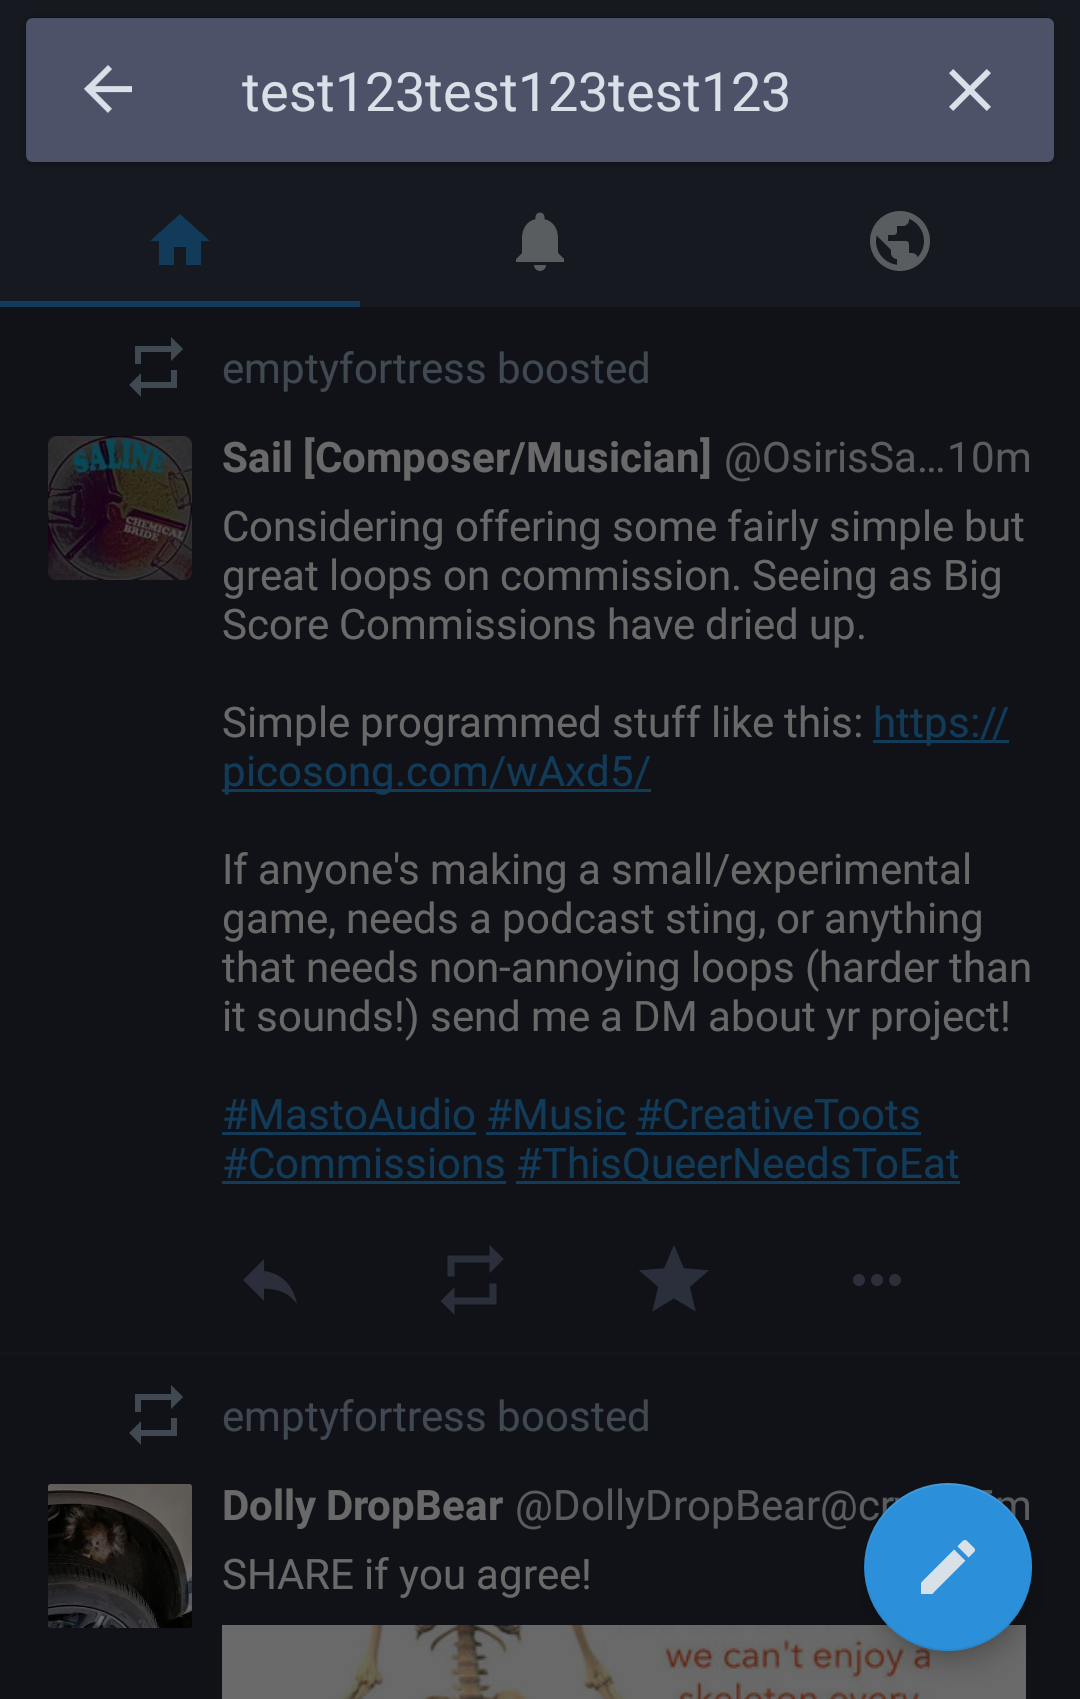 test123test123test123
emptyfortress boosted
SALINE
CHEMICAL
BRIDE
Sail [Composer/Musician] @OsirisSa...10m
Considering offering some fairly simple but
great loops on commission. Seeing as Big
Score Commissions have dried up.
Simple programmed stuff like this: https://
picosong.com/wAxd5/
If anyone's making a small/experimental
game, needs a podcast sting, or anything
that needs non-annoying loops (harder than
it sounds!) send me a DM about yr project!
#MastoAudio #Music #CreativeToots
#Commissions #ThisQueerNeedsToEat
emptyfortress boosted
Dolly DropBear @DollyDropBear@c
SHARE if you agree!
we can't enjoy a
skeleton every